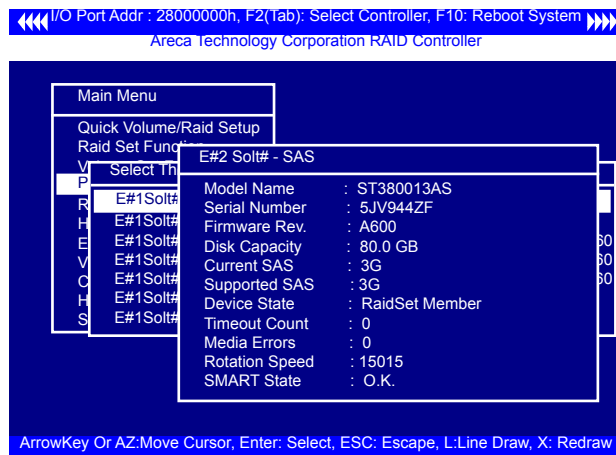 I/O Port Addr : 28000000h, F2(Tab): Select Controller, F10: Reboot System
Areca Technology Corporation RAID Controller
Main Menu
Quick Volume/Raid Setup
Raid Set Function
V
P
R
H
E
V
C
H
S
Select Th
E#1Solt#
E#1Solt#
E#1Solt#
E#1Solt#
E#1Solt#
E#1Solt#
60
60
60
E#2 Solt# - SAS
Model Name : ST380013AS
Serial Number : 5JV944ZF
Firmware Rev. : A600
Disk Capacity : 80.0 GB
Current SAS : 3G
Supported SAS : 3G
Device State : RaidSet Member
Timeout Count : 0
Media Errors : 0
Rotation Speed : 15015
SMART State : O.K.
ArrowKey Or AZ:Move Cursor, Enter: Select, ESC: Escape, L:Line Draw, X: Redraw